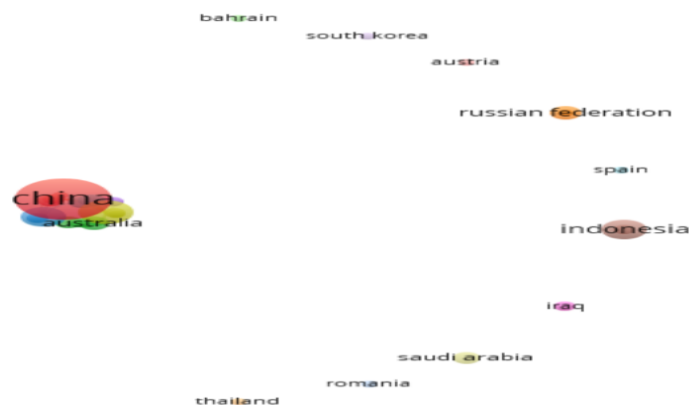 bahrain
south korea
austria
russian federation
spain
china
australia
indonesia
iraq
saudi arabia
romania
thailand